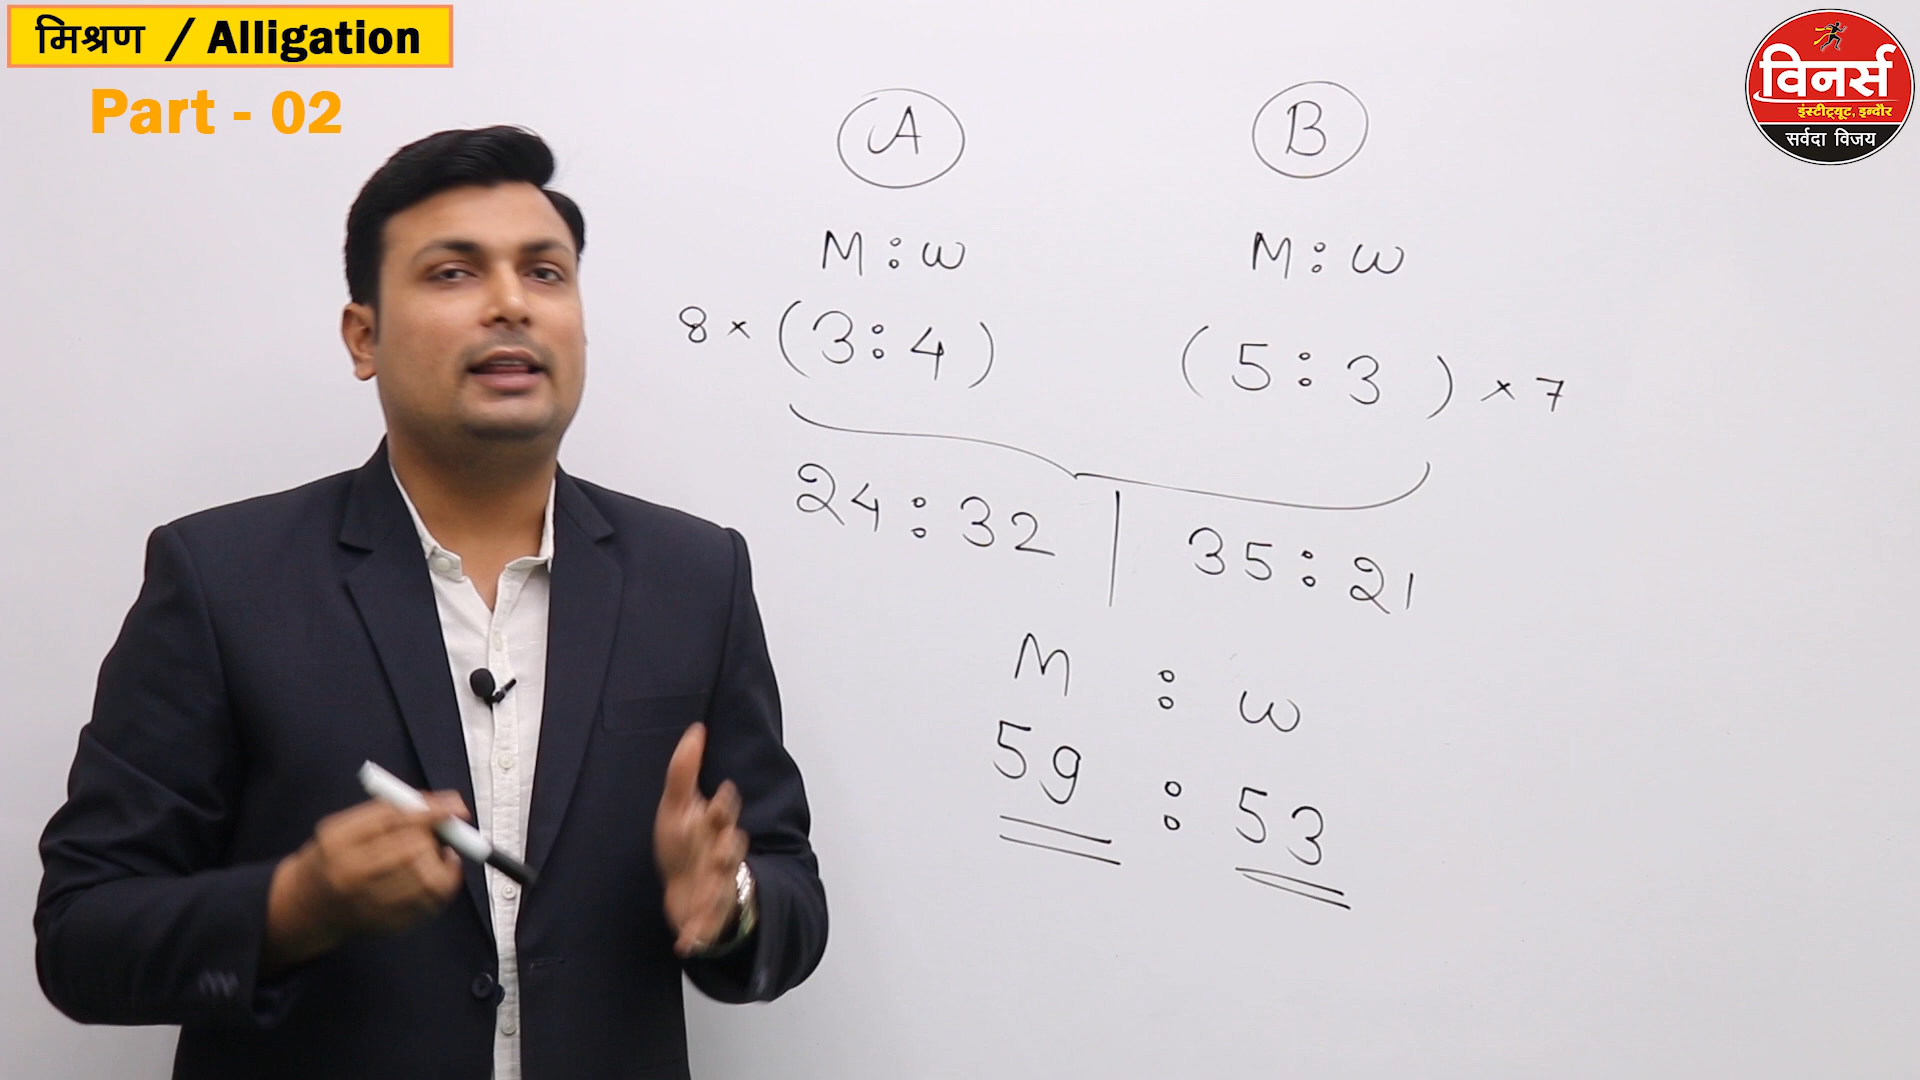 मिश्रण / Alligation
Part - 02
विनर्स
इंस्टीट्यूट, इन्दौर
सर्वदा विजय
A B
M : W M : W
8 × ( 3 : 4 ) ( 5 : 3 ) × 7
24 : 32 | 35 : 21
M : W
59 : 53